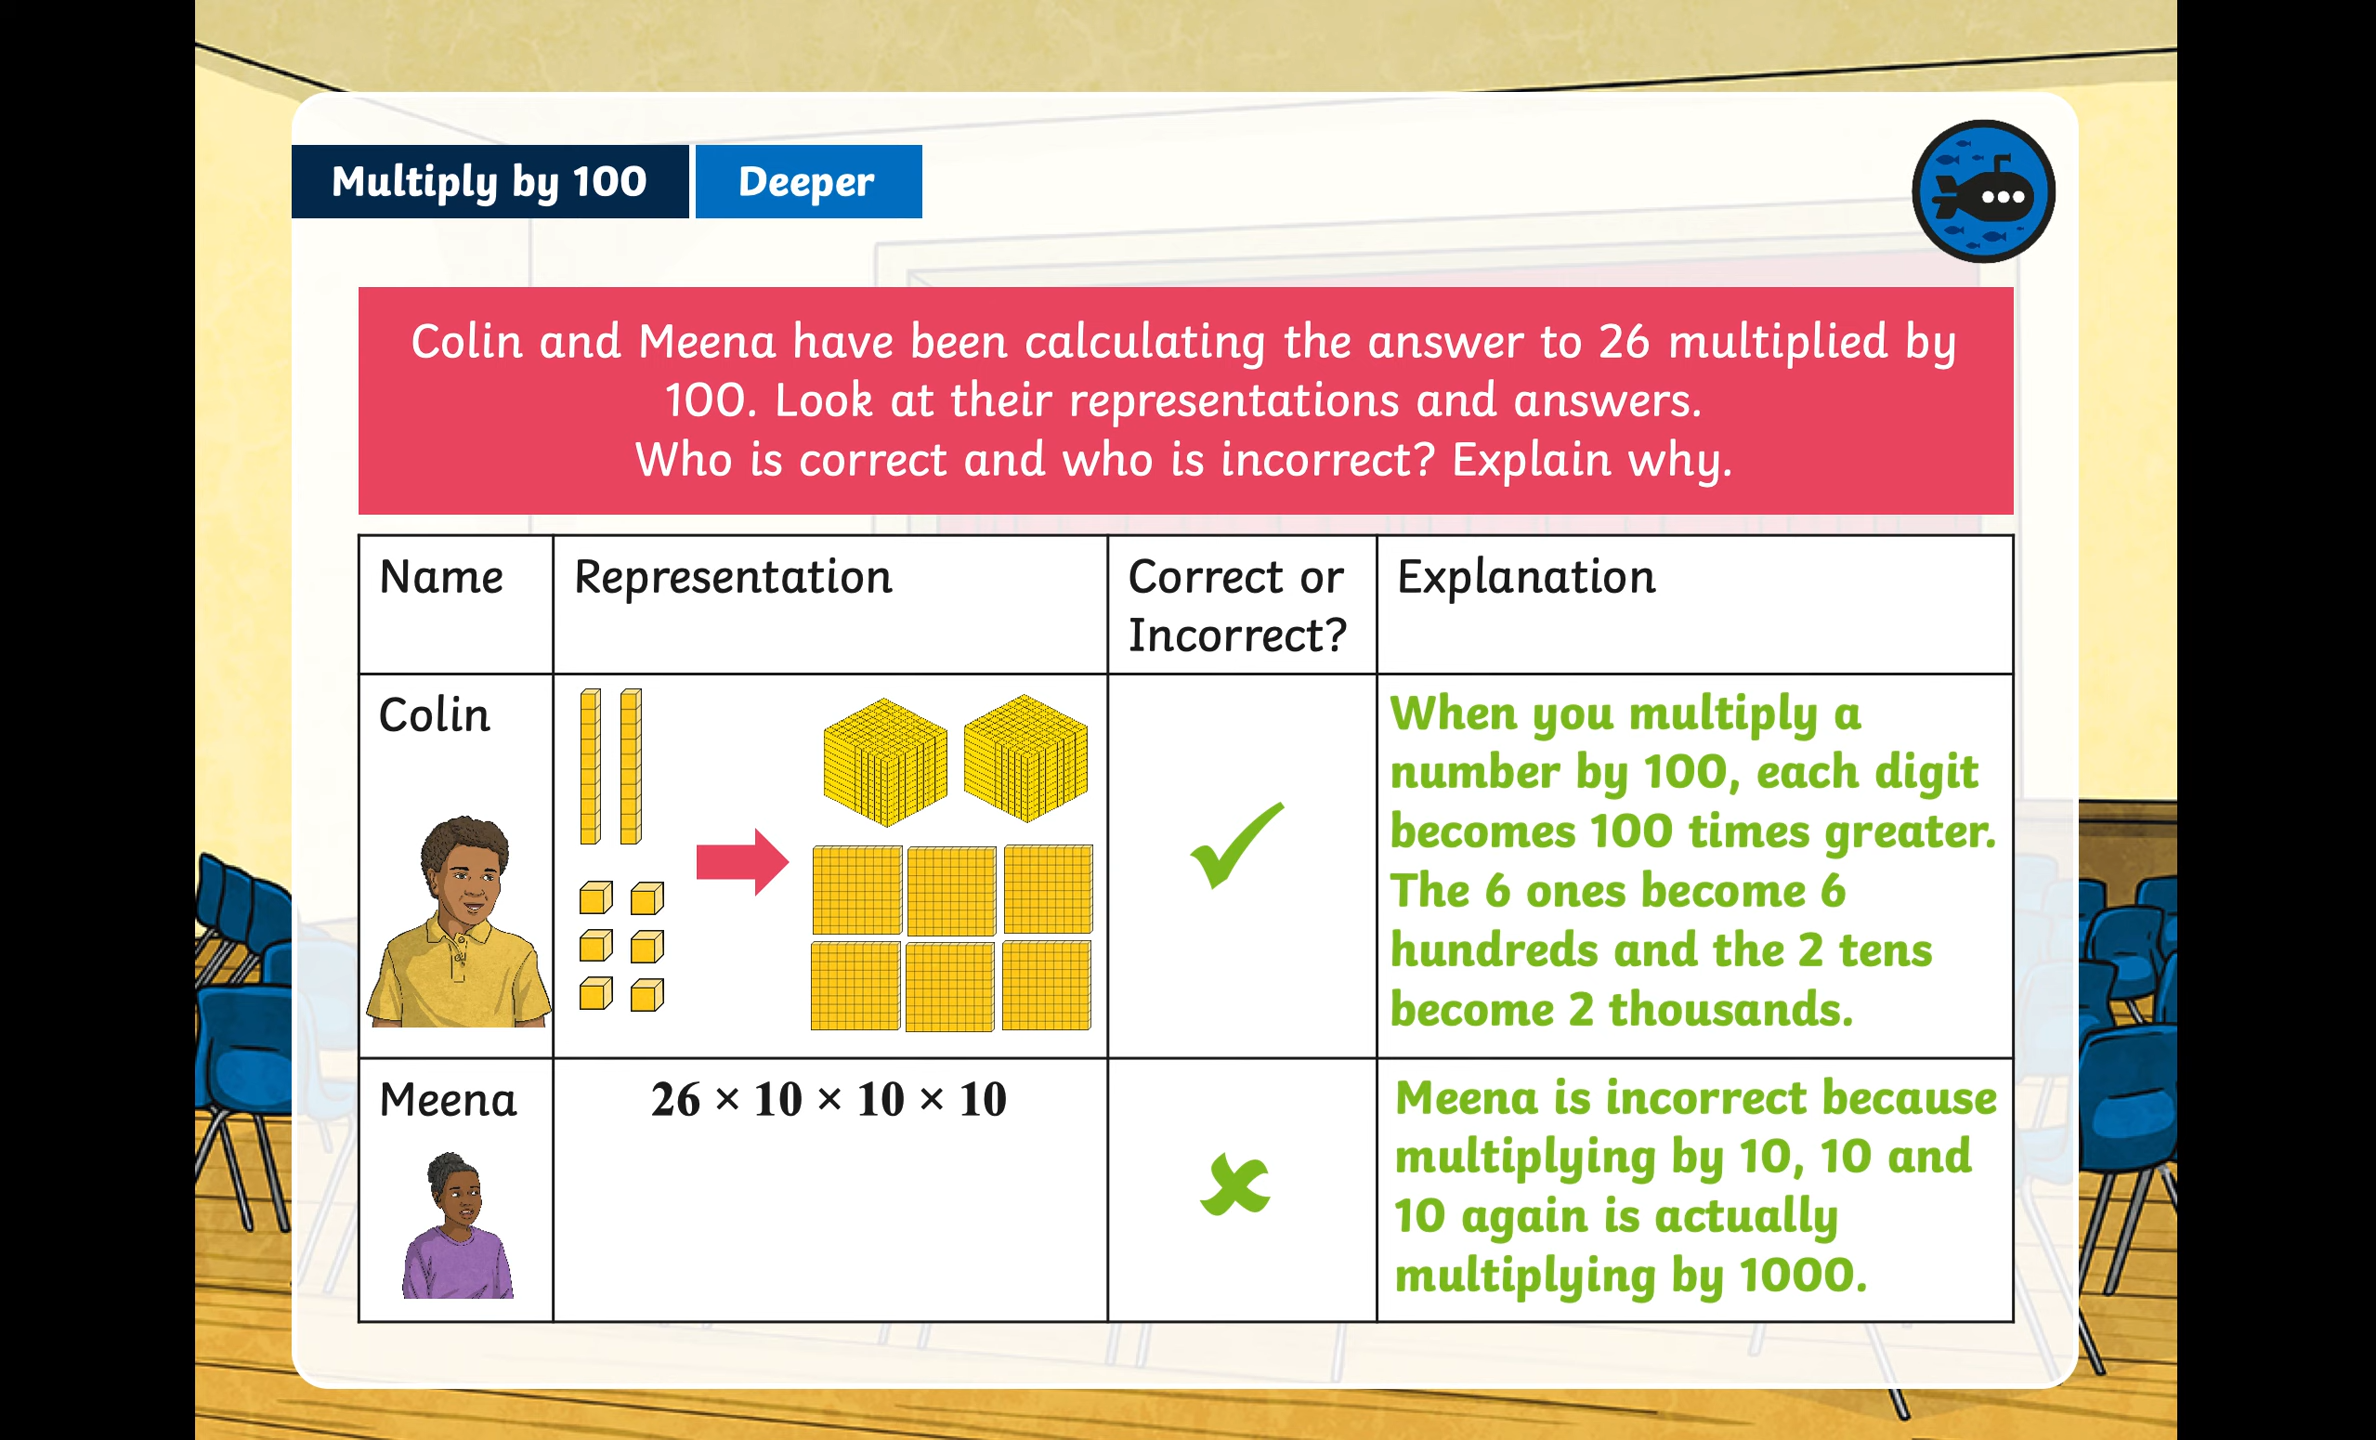 Multiply by 100
Deeper
Colin and Meena have been calculating the answer to 26 multiplied by
100. Look at their representations and answers.
Who is correct and who is incorrect? Explain why.
Name
Representation
Correct or
Incorrect?
Explanation
Colin
When you multiply a
number by 100, each digit
becomes 100 times greater.
The 6 ones become 6
hundreds and the 2 tens
become 2 thousands.
Meena
26 × 10 × 10 × 10
Meena is incorrect because
multiplying by 10, 10 and
10 again is actually
multiplying by 1000.